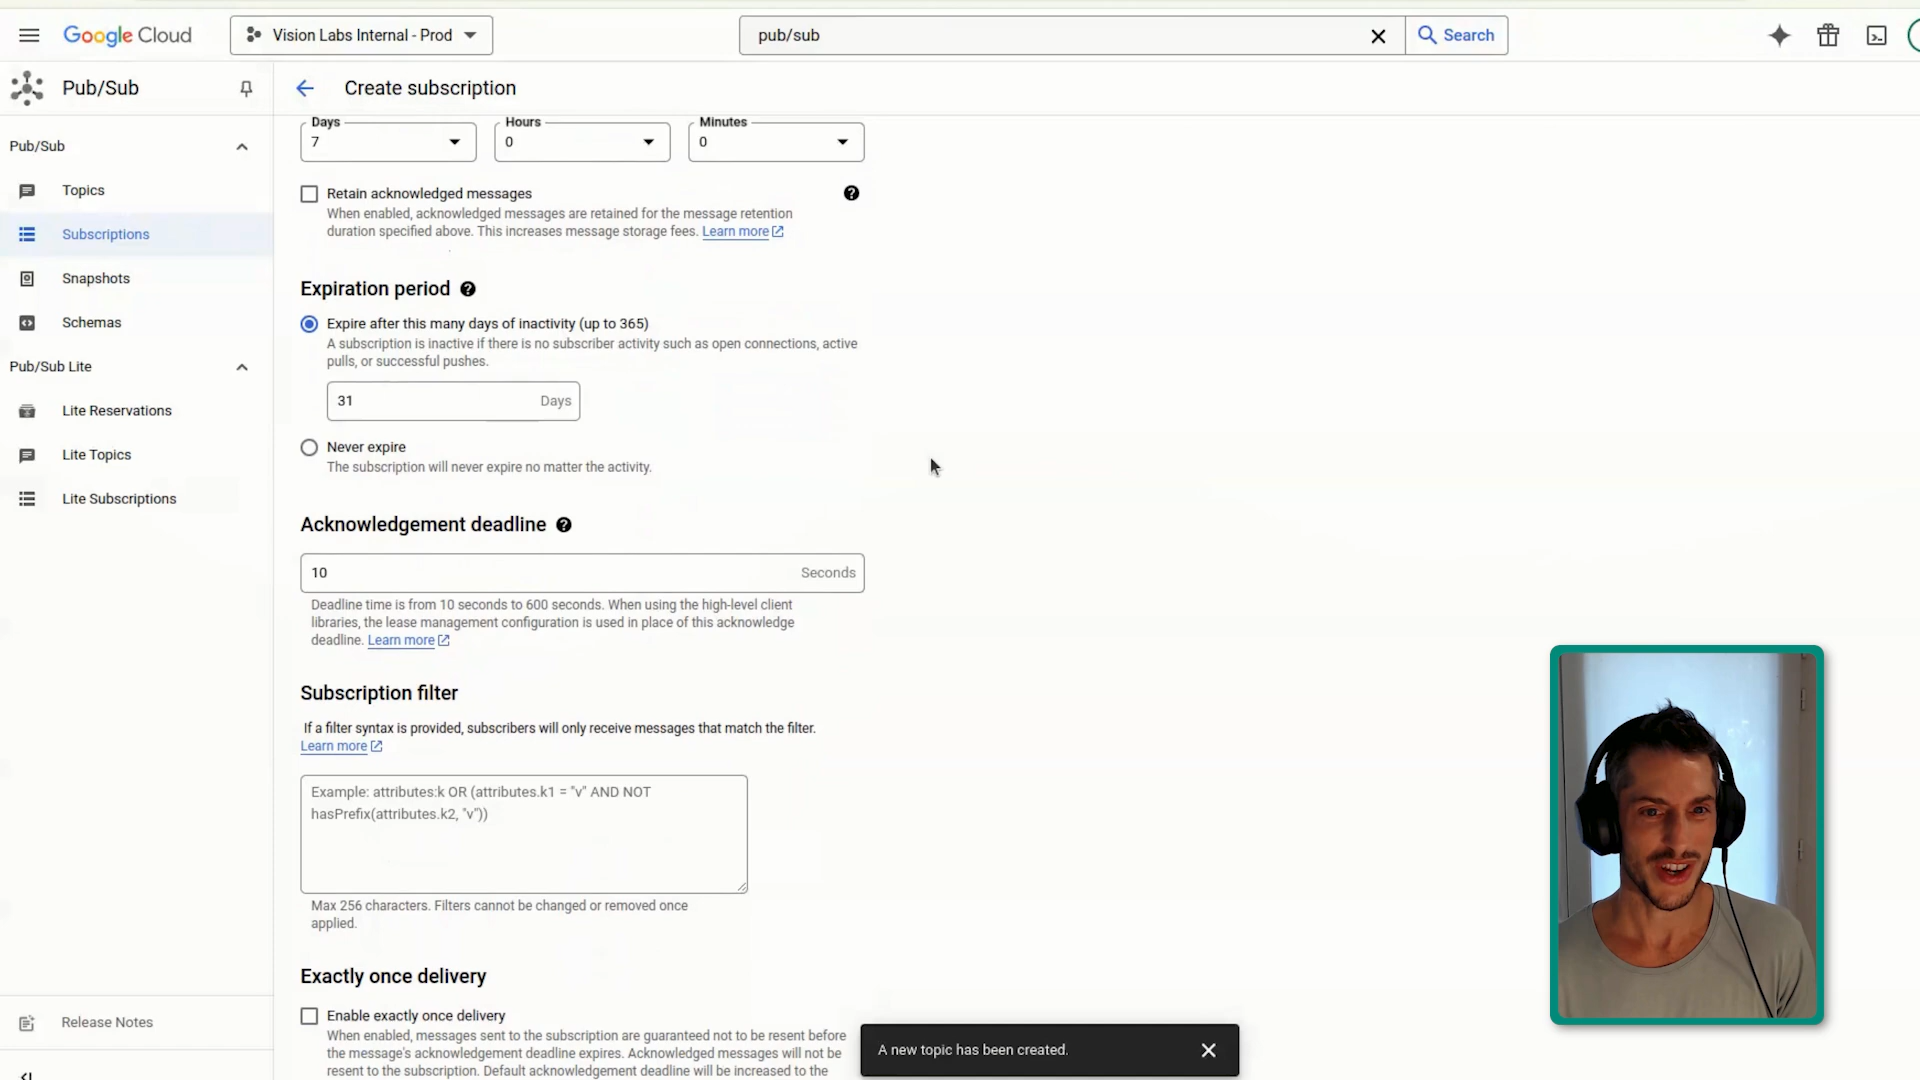 Google Cloud
Vision Labs Internal - Prod
pub/sub
Search
Pub/Sub
Create subscription
Pub/Sub
Topics
Subscriptions
Snapshots
Schemas
Pub/Sub Lite
Lite Reservations
Lite Topics
Lite Subscriptions
Release Notes
Days
Hours
Minutes
7
0
0
Retain acknowledged messages
When enabled, acknowledged messages are retained for the message retention
duration specified above. This increases message storage fees. Learn more
Expiration period
Expire after this many days of inactivity (up to 365)
A subscription is inactive if there is no subscriber activity such as open connections, active
pulls, or successful pushes.
31 Days
Never expire
The subscription will never expire no matter the activity.
Acknowledgement deadline
10 Seconds
Deadline time is from 10 seconds to 600 seconds. When using the high-level client
libraries, the lease management configuration is used in place of this acknowledge
deadline. Learn more
Subscription filter
If a filter syntax is provided, subscribers will only receive messages that match the filter.
Learn more
Example: attributes:k OR (attributes.k1 = "v" AND NOT
hasPrefix(attributes.k2, "v"))
Max 256 characters. Filters cannot be changed or removed once
applied.
Exactly once delivery
Enable exactly once delivery
When enabled, messages sent to the subscription are guaranteed not to be resent before
the message's acknowledgement deadline expires. Acknowledged messages will not be
resent to the subscription. Default acknowledgement deadline will be increased to the
A new topic has been created.